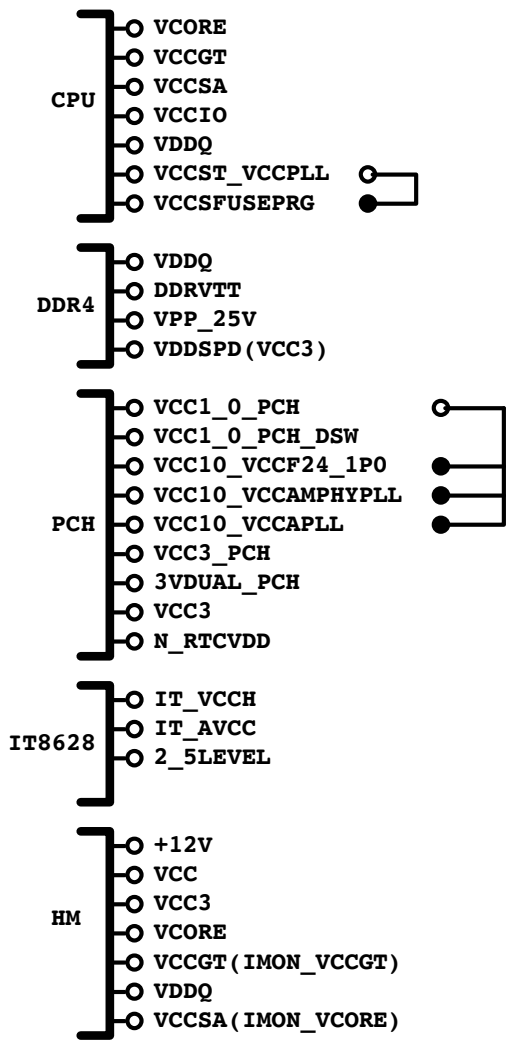 VCORE
VCCGT
VCCSA
CPU
VCCIO
VDDQ
VCCST_VCCPLL
VCCSFUSEPRG
VDDQ
DDRVTT
DDR4
VPP_25V
VDDSPD(VCC3)
VCC1_0_PCH
VCC1_0_PCH_DSW
VCC10_VCCF24_1P0
VCC10_VCCAMPHYPLL
PCH
VCC10_VCCAPLL
VCC3_PCH
3VDUAL_PCH
VCC3
N_RTCVDD
IT_VCCH
IT_AVCC
IT8628
2_5LEVEL
+12V
VCC
VCC3
HM
VCORE
VCCGT(IMON_VCCGT)
VDDQ
VCCSA(IMON_VCORE)